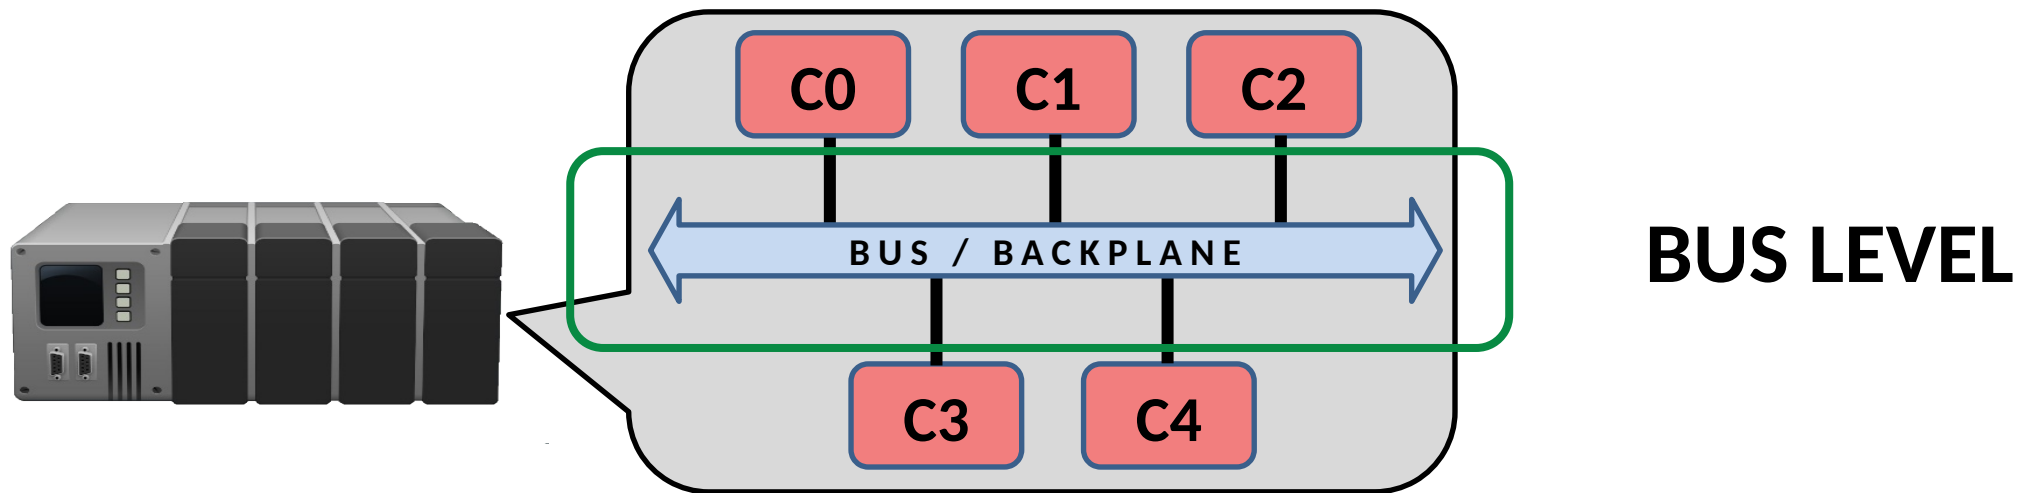 C0
C1
C2
BUS / BACKPLANE
BUS LEVEL
C3
C4